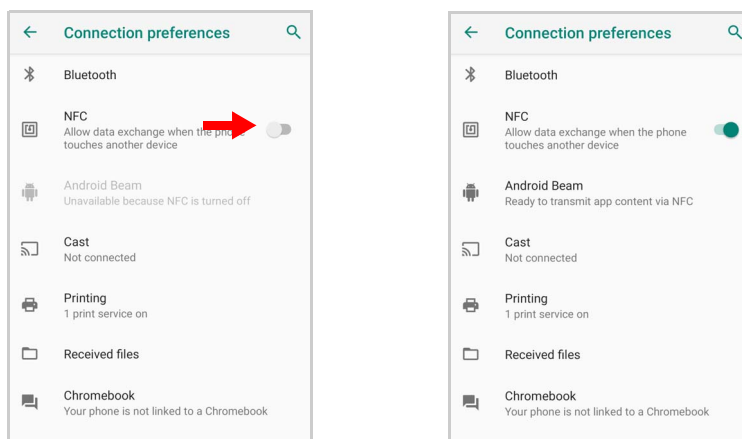 Connection preferences
Bluetooth
NFC
Allow data exchange when the phone
touches another device
Android Beam
Unavailable because NFC is turned off
Cast
Not connected
Printing
1 print service on
Received files
Chromebook
Your phone is not linked to a Chromebook
Connection preferences
Bluetooth
NFC
Allow data exchange when the phone
touches another device
Android Beam
Ready to transmit app content via NFC
Cast
Not connected
Printing
1 print service on
Received files
Chromebook
Your phone is not linked to a Chromebook